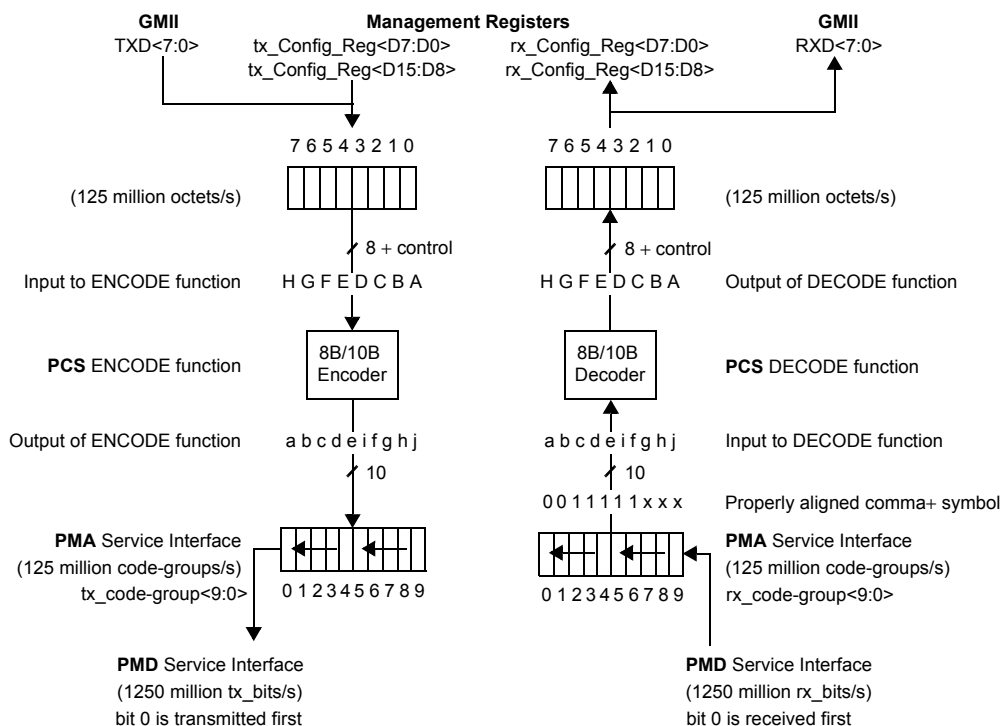 GMII Management Registers GMII
TXD<7:0> tx_Config_Reg<D7:D0> rx_Config_Reg<D7:D0> RXD<7:0>
tx_Config_Reg<D15:D8> rx_Config_Reg<D15:D8>
7 6 5 4 3 2 1 0 7 6 5 4 3 2 1 0
(125 million octets/s) (125 million octets/s)
8 + control 8 + control
Input to ENCODE function H G F E D C B A H G F E D C B A Output of DECODE function
8B/10B 8B/10B
PCS ENCODE function Encoder Decoder PCS DECODE function
Output of ENCODE function a b c d e i f g h j a b c d e i f g h j Input to DECODE function
10 10
0 0 1 1 1 1 1 x x x Properly aligned comma+ symbol
PMA Service Interface PMA Service Interface
(125 million code-groups/s) (125 million code-groups/s)
tx_code-group<9:0> 0 1 2 3 4 5 6 7 8 9 0 1 2 3 4 5 6 7 8 9 rx_code-group<9:0>
PMD Service Interface PMD Service Interface
(1250 million tx_bits/s) (1250 million rx_bits/s)
bit 0 is transmitted first bit 0 is received first